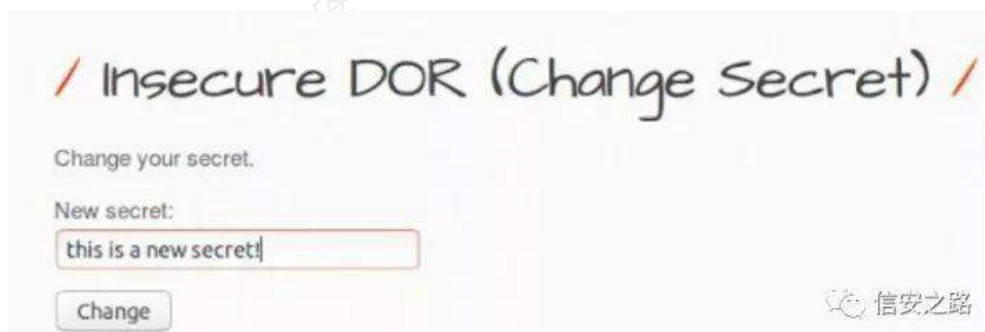 / Insecure DOR (Change Secret) /
Change your secret.
New secret:
this is a new secret!
Change
信安之路